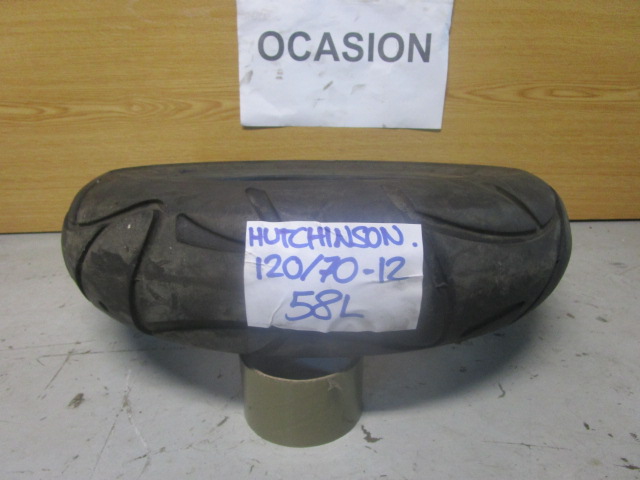 OCASION
HUTCHINSON.
120/70-12
58L